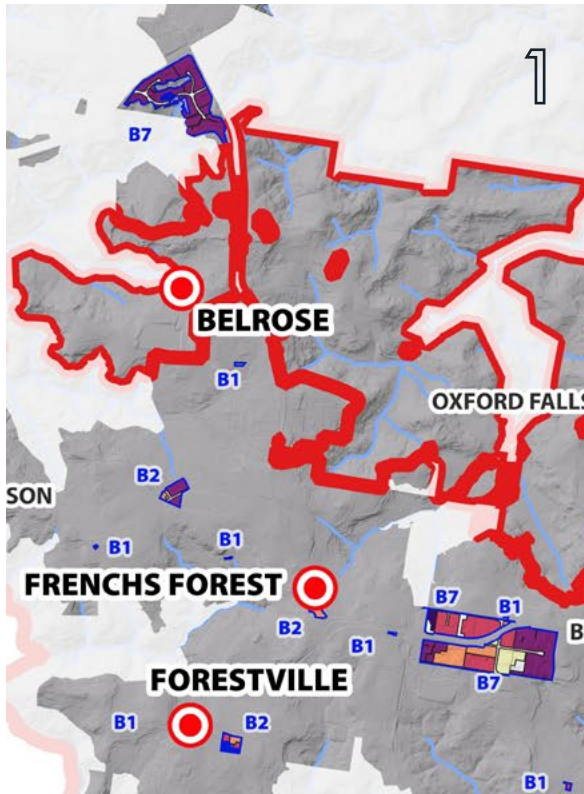 1
B7
BELROSE
B1
OXFORD FALLS
B2
SON
B1
B1
FRENCHS FOREST
B2
B7
B1
B1
B
B7
FORESTVILLE
B1
B2
B1